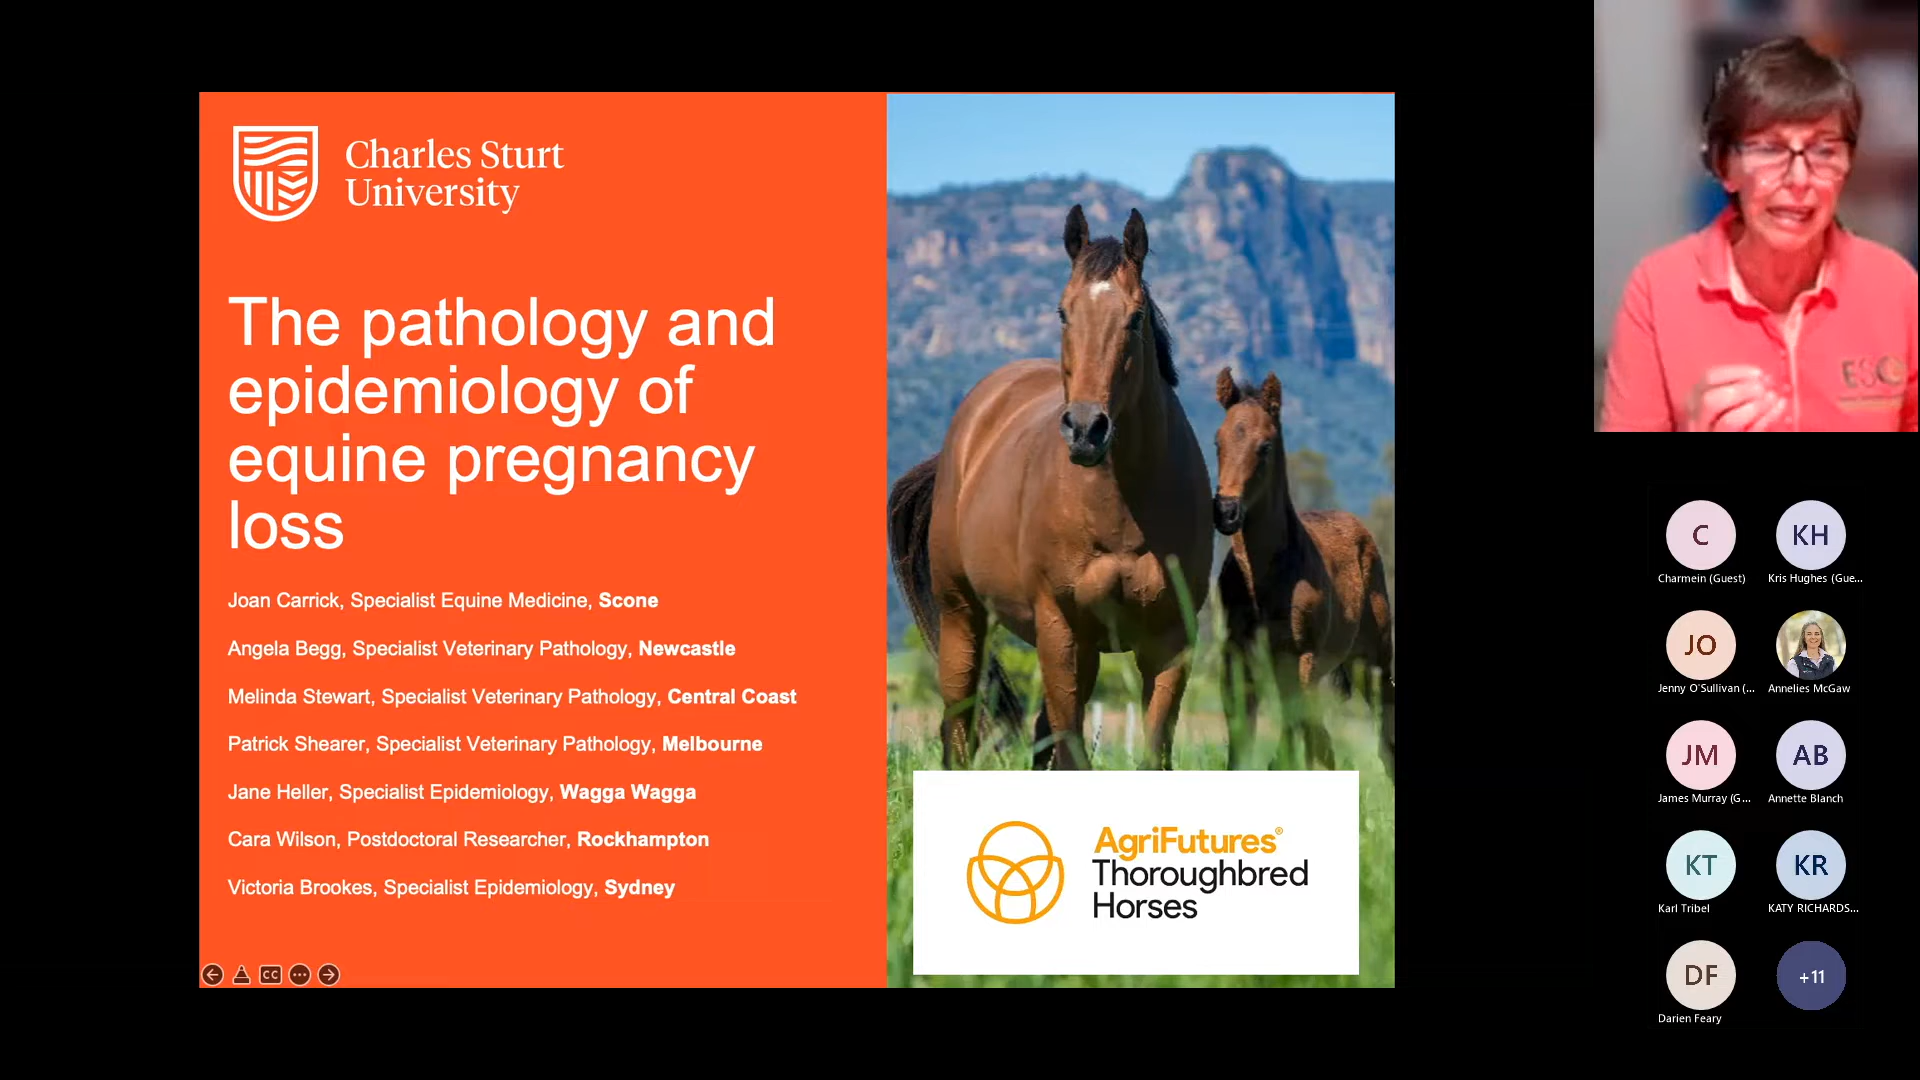 Charles Sturt
University
The pathology and
epidemiology of
equine pregnancy
loss
Joan Carrick, Specialist Equine Medicine, Scone
Angela Begg, Specialist Veterinary Pathology, Newcastle
Melinda Stewart, Specialist Veterinary Pathology, Central Coast
Patrick Shearer, Specialist Veterinary Pathology, Melbourne
Jane Heller, Specialist Epidemiology, Wagga Wagga
Cara Wilson, Postdoctoral Researcher, Rockhampton
Victoria Brookes, Specialist Epidemiology, Sydney
CC
AgriFutures®
Thoroughbred
Horses
C
Charmein (Guest)
KH
Kris Hughes (Gue...
JO
Jenny O'Sullivan (...
Annelies McGaw
JM
James Murray (G...
AB
Annette Blanch
KT
Karl Tribel
KR
KATY RICHARDS...
DF
Darien Feary
+11